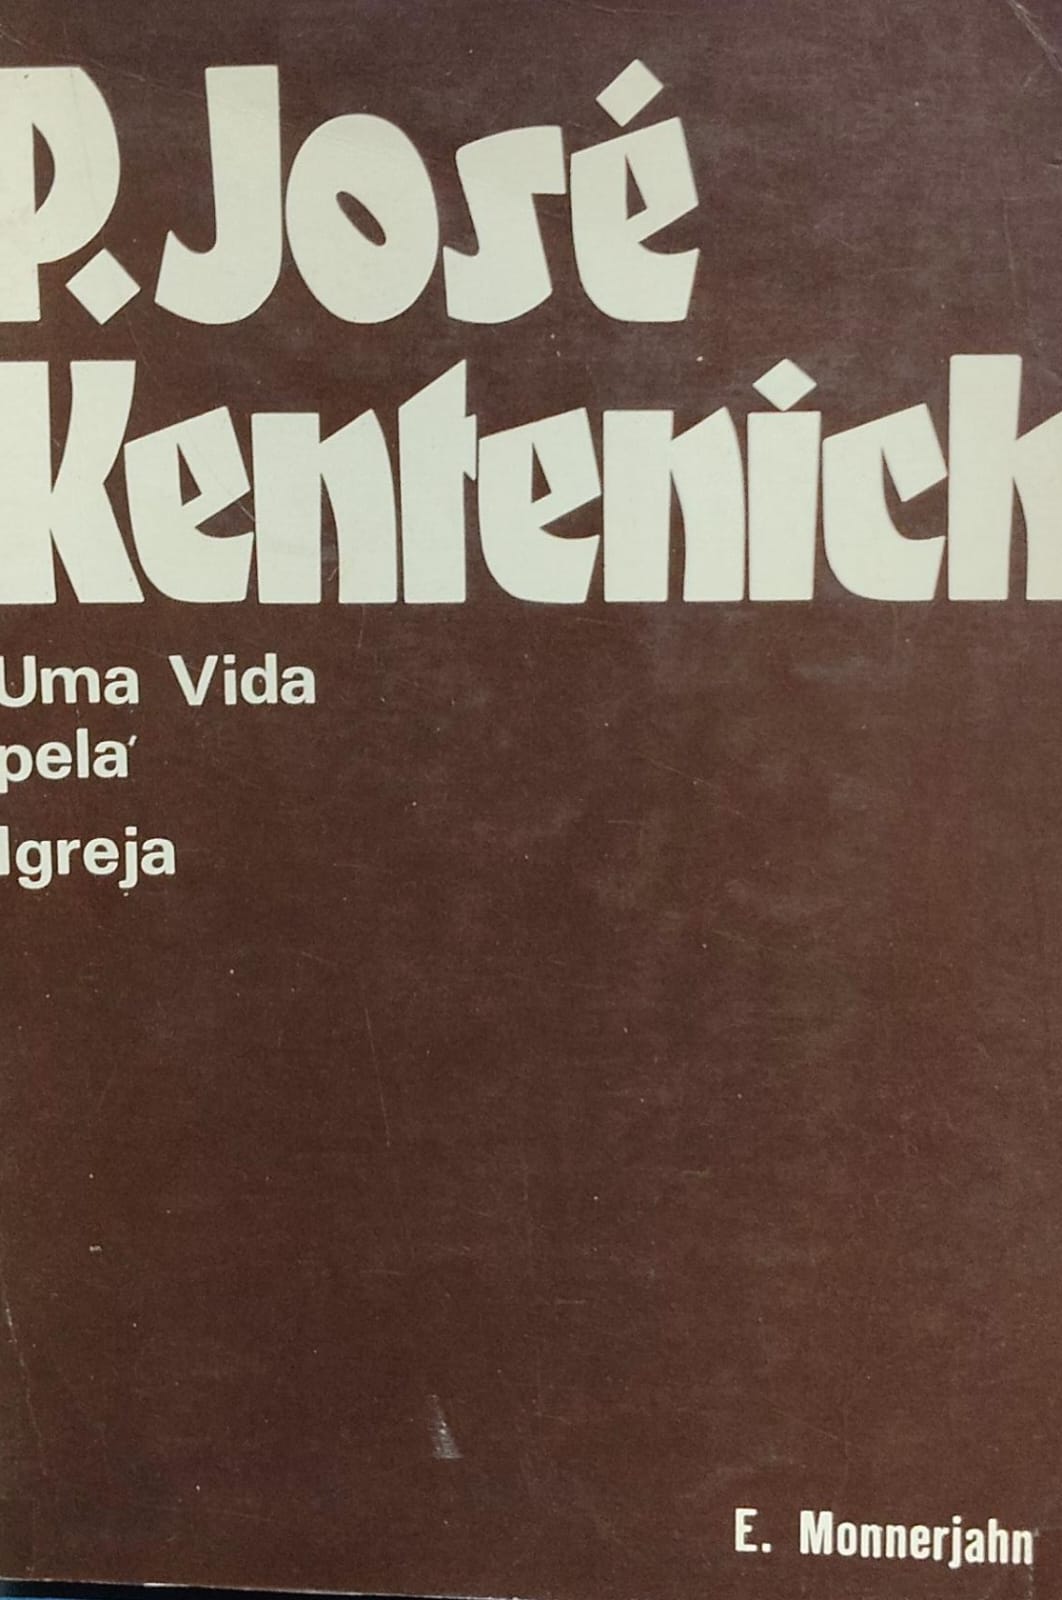 P. José
Kentenich
Uma Vida
pela
Igreja
E. Monnerjahn